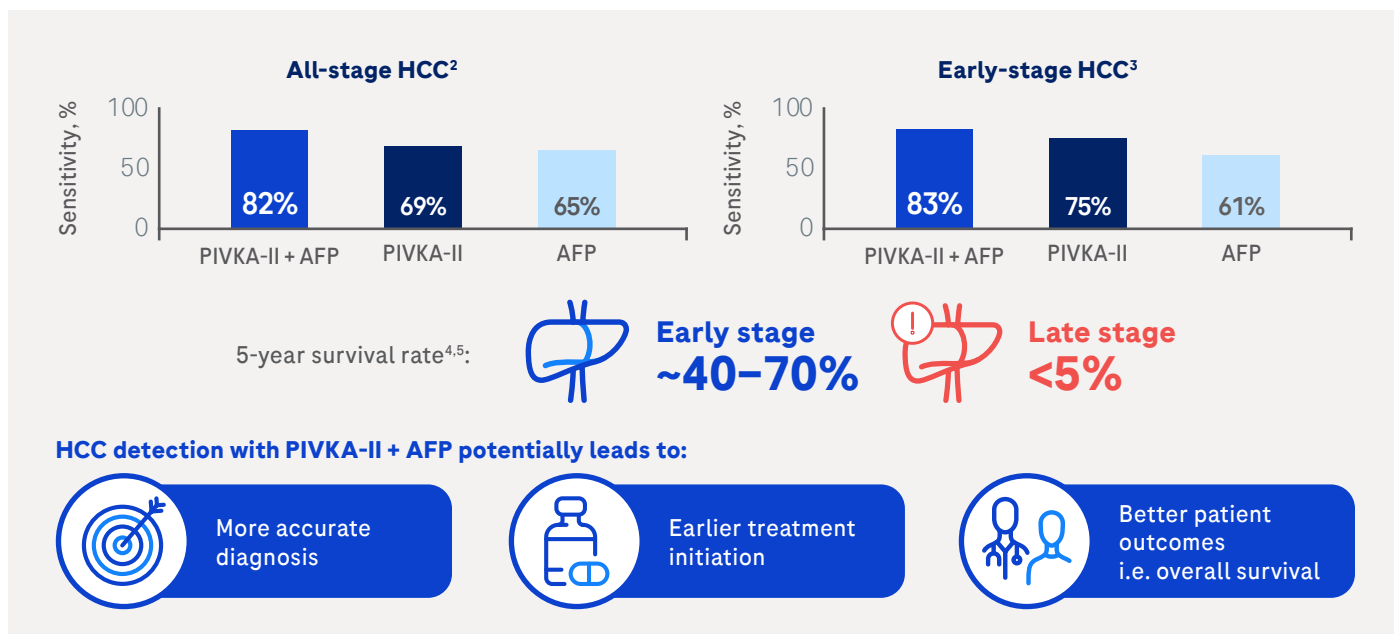 All-stage HCC²
Sensitivity, %
100
50
0
82%
69%
65%
PIVKA-II + AFP
PIVKA-II
AFP
Early-stage HCC³
Sensitivity, %
100
50
0
83%
75%
61%
PIVKA-II + AFP
PIVKA-II
AFP
5-year survival rate⁴,⁵:
Early stage
~40–70%
!
Late stage
<5%
HCC detection with PIVKA-II + AFP potentially leads to:
More accurate
diagnosis
Earlier treatment
initiation
Better patient
outcomes
i.e. overall survival